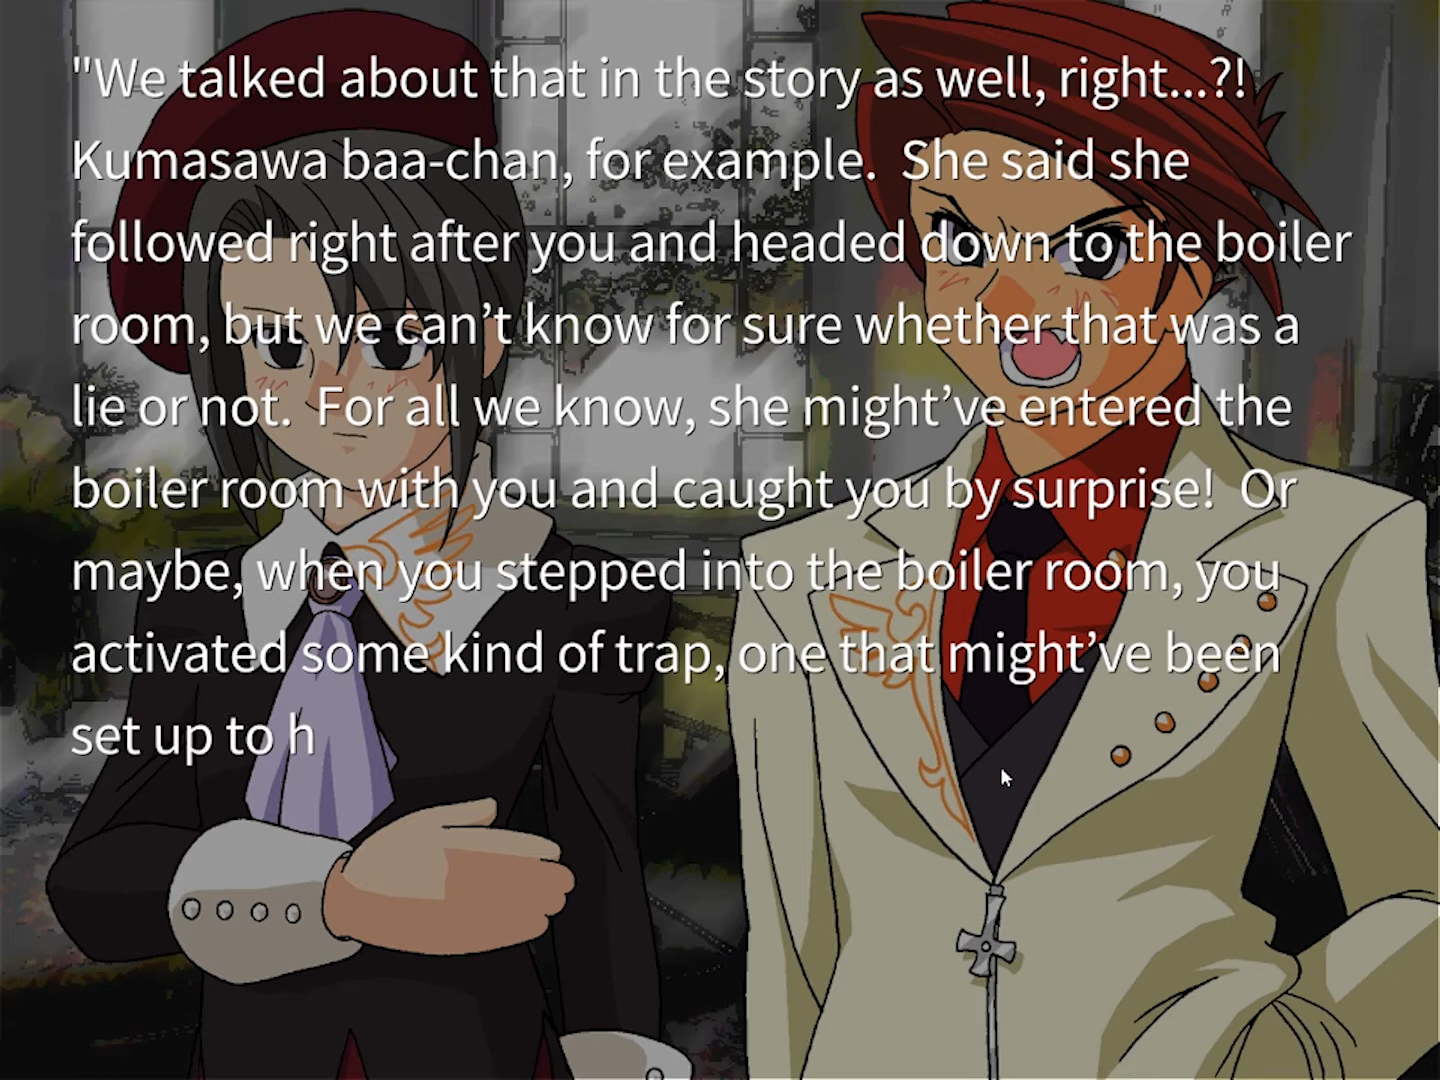 "We talked about that in the story as well, right...?!
Kumasawa baa-chan, for example.  She said she
followed right after you and headed down to the boiler
room, but we can’t know for sure whether that was a
lie or not.  For all we know, she might’ve entered the
boiler room with you and caught you by surprise!  Or
maybe, when you stepped into the boiler room, you
activated some kind of trap, one that might’ve been
set up to h